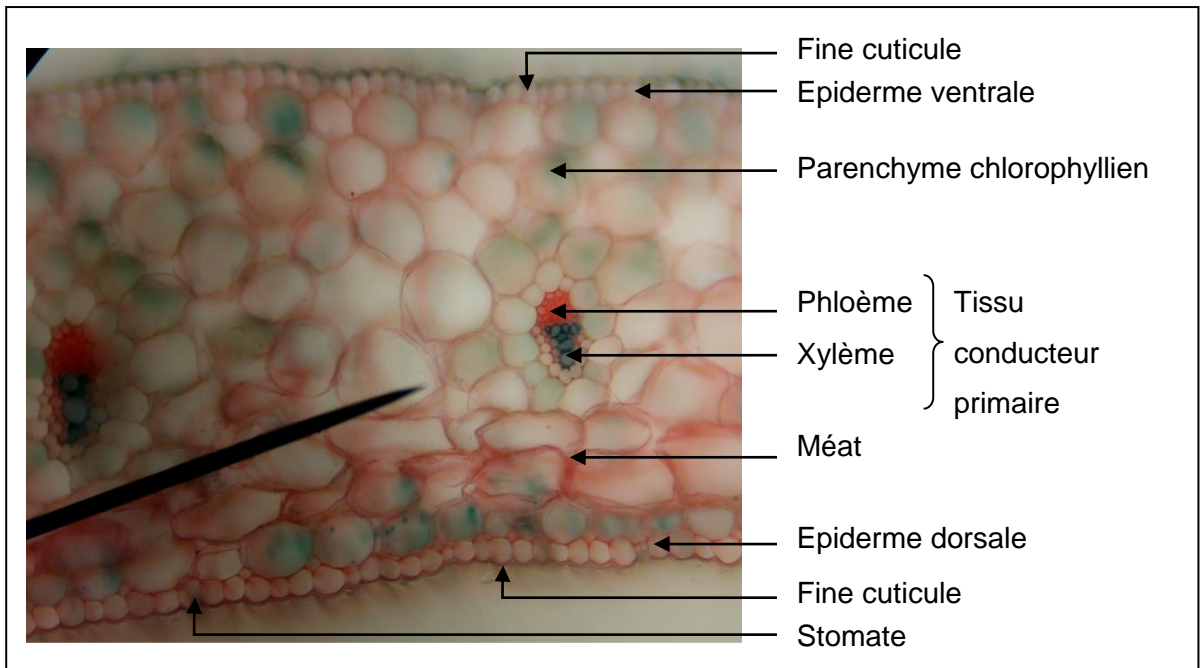 Fine cuticule
Epiderme ventrale
Parenchyme chlorophyllien
Phloème
Tissu
Xylème
conducteur
primaire
Méat
Epiderme dorsale
Fine cuticule
Stomate